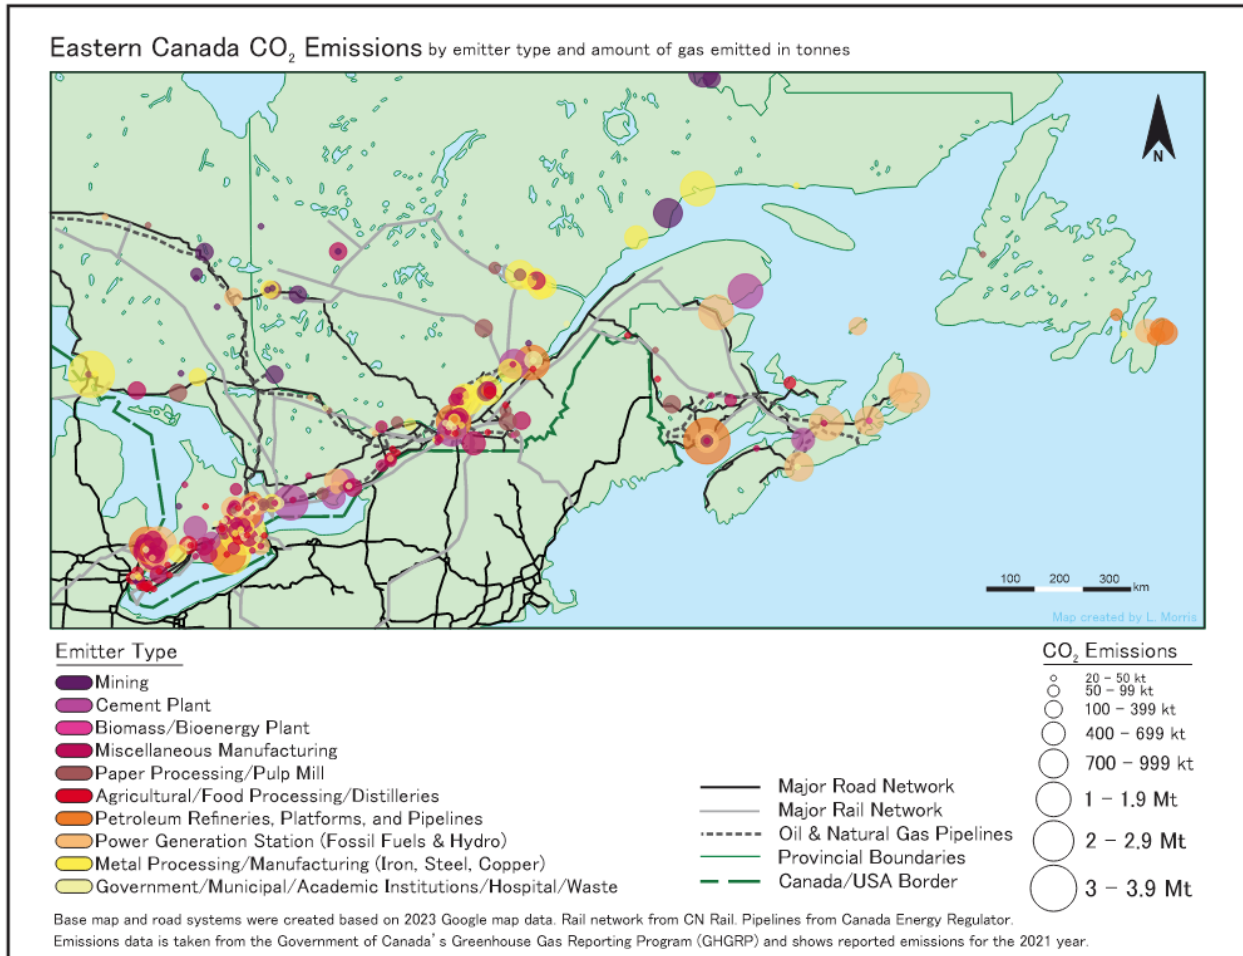 Eastern Canada CO₂ Emissions by emitter type and amount of gas emitted in tonnes
N
100 200 300 km
Map created by L. Morris
Emitter Type
Mining
Cement Plant
Biomass/Bioenergy Plant
Miscellaneous Manufacturing
Paper Processing/Pulp Mill
Agricultural/Food Processing/Distilleries
Petroleum Refineries, Platforms, and Pipelines
Power Generation Station (Fossil Fuels & Hydro)
Metal Processing/Manufacturing (Iron, Steel, Copper)
Government/Municipal/Academic Institutions/Hospital/Waste
Major Road Network
Major Rail Network
Oil & Natural Gas Pipelines
Provincial Boundaries
Canada/USA Border
CO₂ Emissions
20 - 50 kt
50 - 99 kt
100 - 399 kt
400 - 699 kt
700 - 999 kt
1 - 1.9 Mt
2 - 2.9 Mt
3 - 3.9 Mt
Base map and road systems were created based on 2023 Google map data. Rail network from CN Rail. Pipelines from Canada Energy Regulator.
Emissions data is taken from the Government of Canada's Greenhouse Gas Reporting Program (GHGRP) and shows reported emissions for the 2021 year.